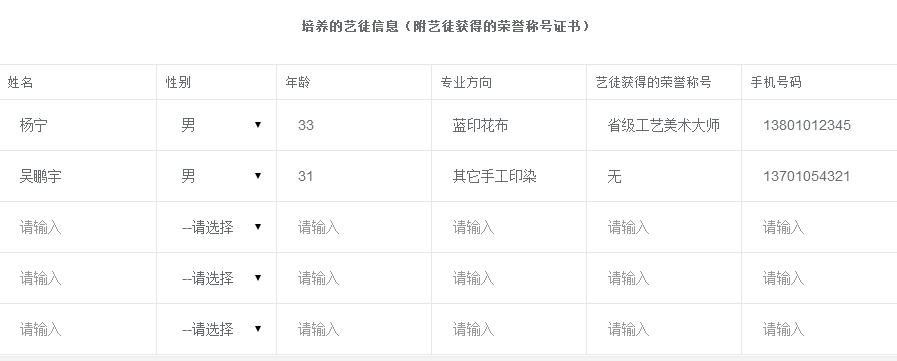 培养的艺徒信息（附艺徒获得的荣誉称号证书）
姓名 性别 年龄 专业方向 艺徒获得的荣誉称号 手机号码
杨宁 男 33 蓝印花布 省级工艺美术大师 13801012345
吴鹏宇 男 31 其它手工印染 无 13701054321
请输入 --请选择 请输入 请输入 请输入 请输入
请输入 --请选择 请输入 请输入 请输入 请输入
请输入 --请选择 请输入 请输入 请输入 请输入